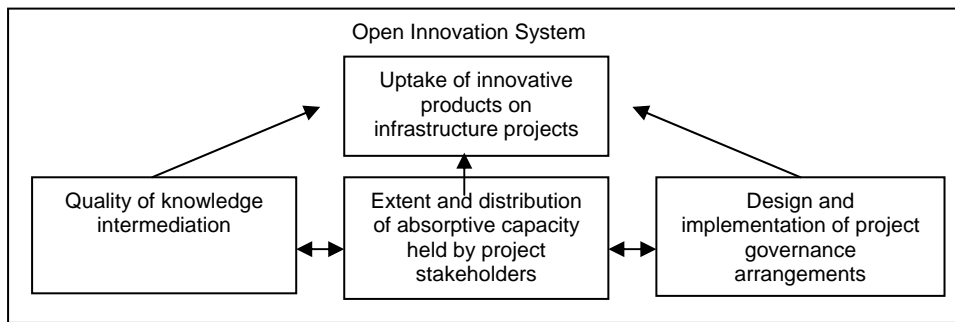 Open Innovation System
Uptake of innovative
products on
infrastructure projects
Quality of knowledge
intermediation
Extent and distribution
of absorptive capacity
held by project
stakeholders
Design and
implementation of project
governance
arrangements